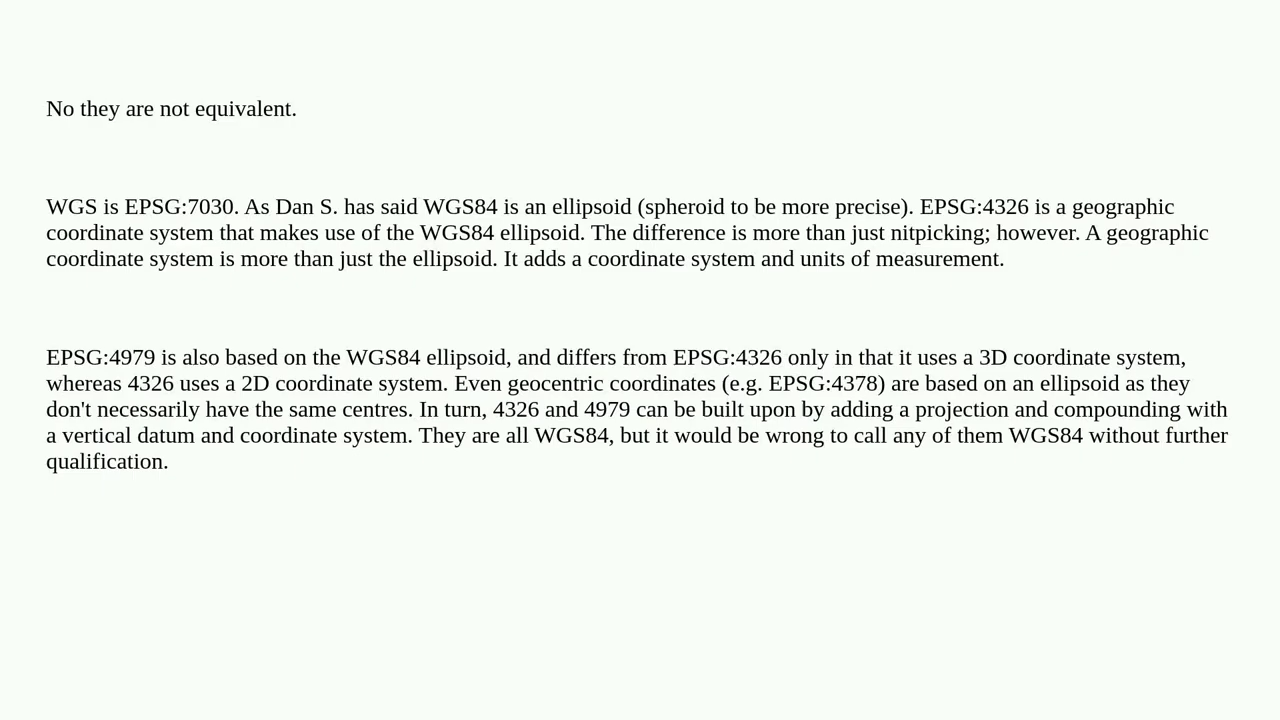 No they are not equivalent.
WGS is EPSG:7030. As Dan S. has said WGS84 is an ellipsoid (spheroid to be more precise). EPSG:4326 is a geographic
coordinate system that makes use of the WGS84 ellipsoid. The difference is more than just nitpicking; however. A geographic
coordinate system is more than just the ellipsoid. It adds a coordinate system and units of measurement.
EPSG:4979 is also based on the WGS84 ellipsoid, and differs from EPSG:4326 only in that it uses a 3D coordinate system,
whereas 4326 uses a 2D coordinate system. Even geocentric coordinates (e.g. EPSG:4378) are based on an ellipsoid as they
don't necessarily have the same centres. In turn, 4326 and 4979 can be built upon by adding a projection and compounding with
a vertical datum and coordinate system. They are all WGS84, but it would be wrong to call any of them WGS84 without further
qualification.